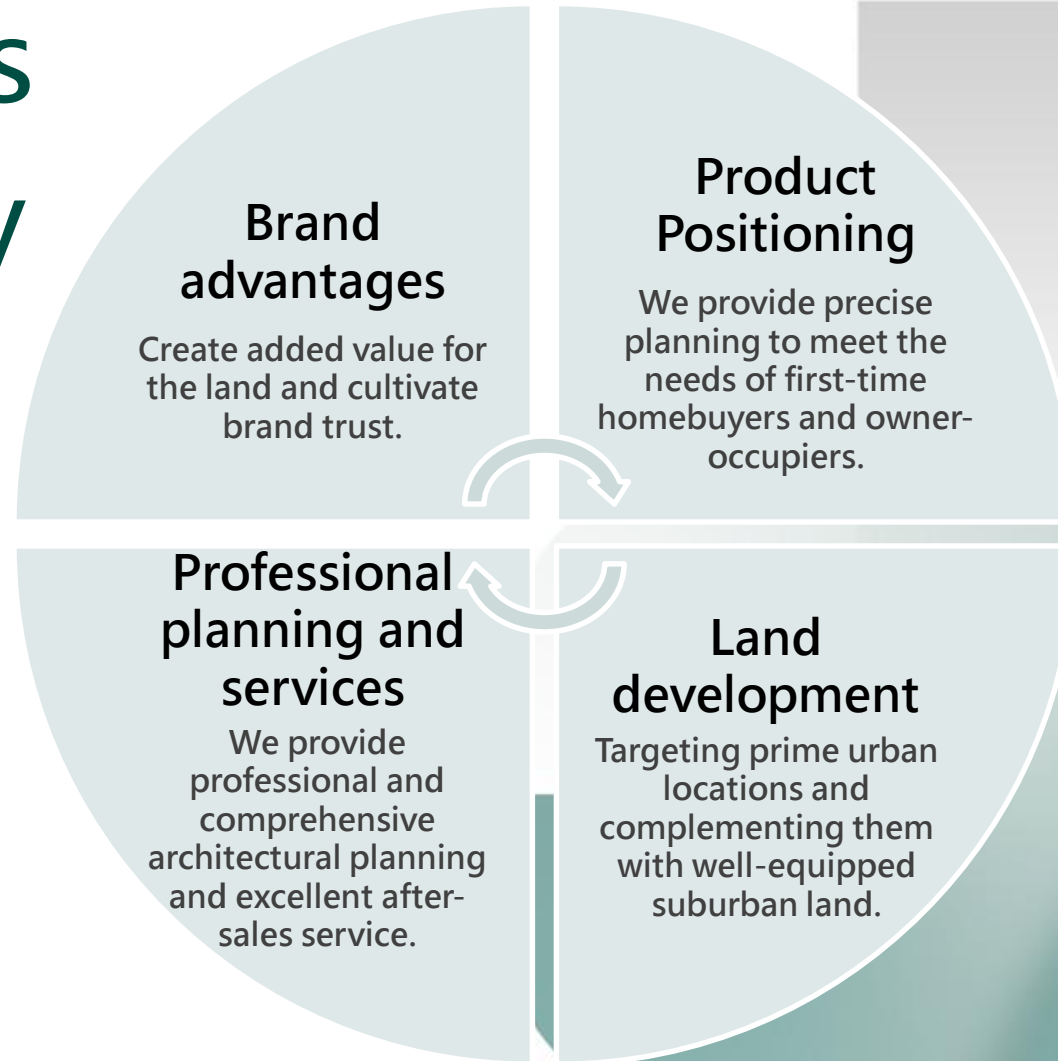 s
y
Brand
advantages
Create added value for
the land and cultivate
brand trust.
Product
Positioning
We provide precise
planning to meet the
needs of first-time
homebuyers and owner-
occupiers.
Professional
planning and
services
We provide
professional and
comprehensive
architectural planning
and excellent after-
sales service.
Land
development
Targeting prime urban
locations and
complementing them
with well-equipped
suburban land.